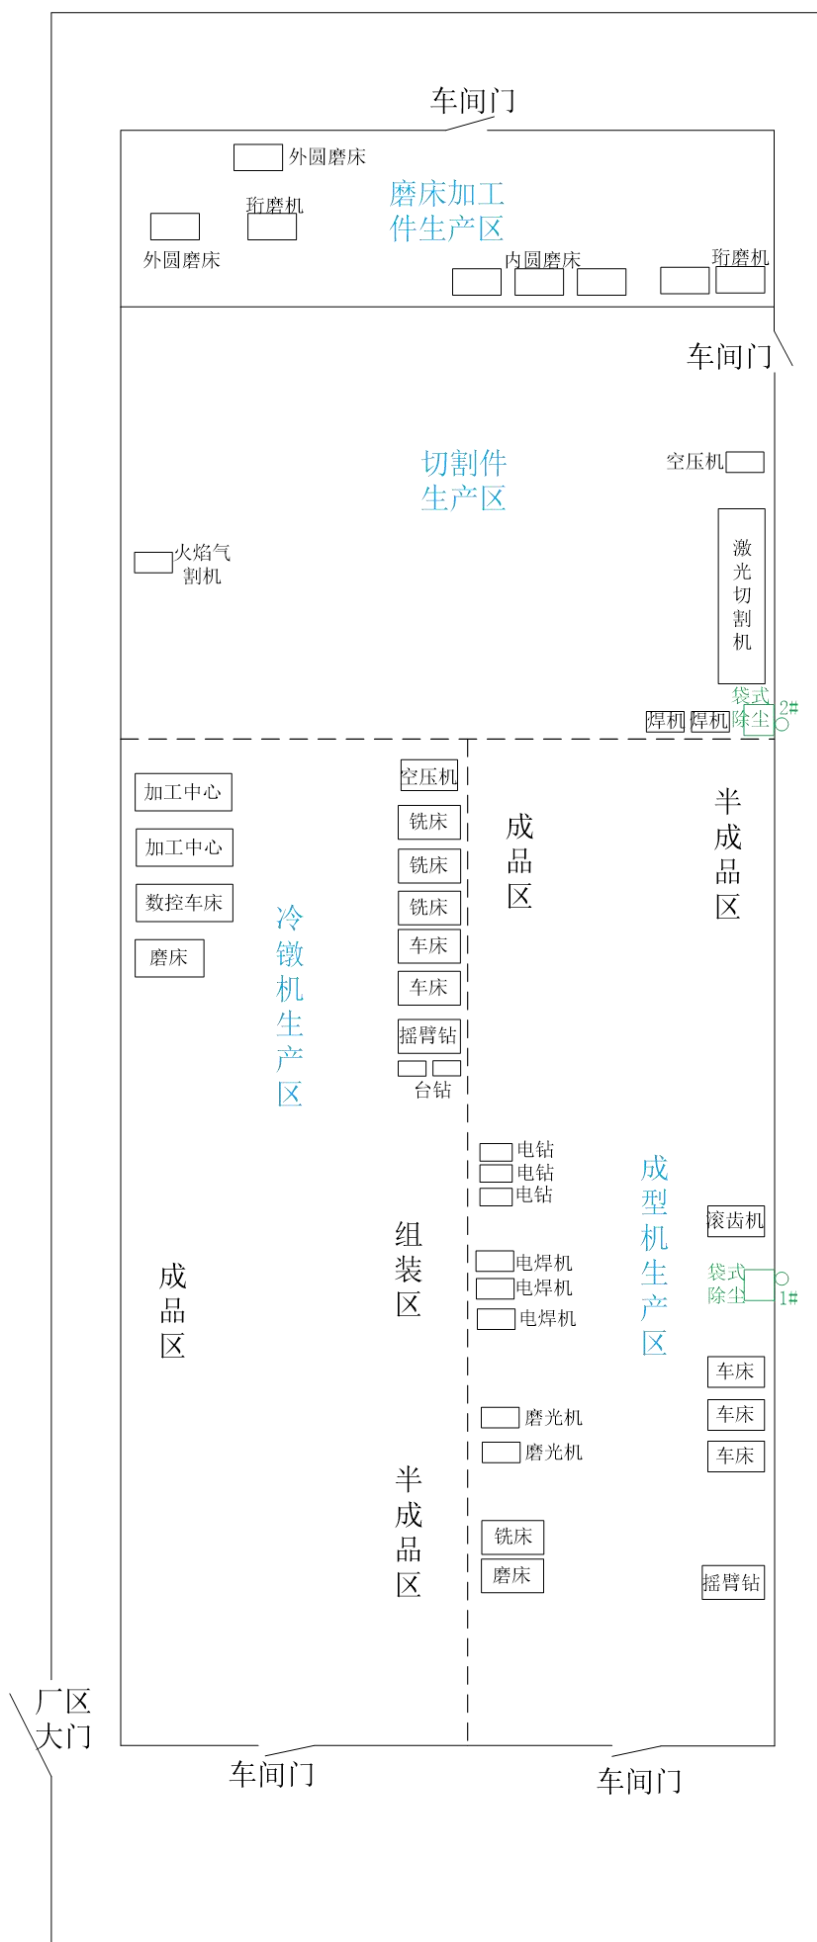 车间门
外圆磨床
磨床加工
件生产区
珩磨机
外圆磨床
内圆磨床
珩磨机
车间门
切割件
生产区
空压机
火焰气
割机
激光切割机
袋式
除尘
2#
焊机
焊机
加工中心
加工中心
数控车床
磨床
冷镦机生产区
空压机
铣床
铣床
铣床
车床
车床
摇臂钻
台钻
成品区
半成品区
电钻
电钻
电钻
成型机生产区
滚齿机
成品区
组装区
电焊机
电焊机
电焊机
袋式
除尘
1#
车床
车床
车床
磨光机
磨光机
半成品区
铣床
磨床
摇臂钻
厂区
大门
车间门
车间门